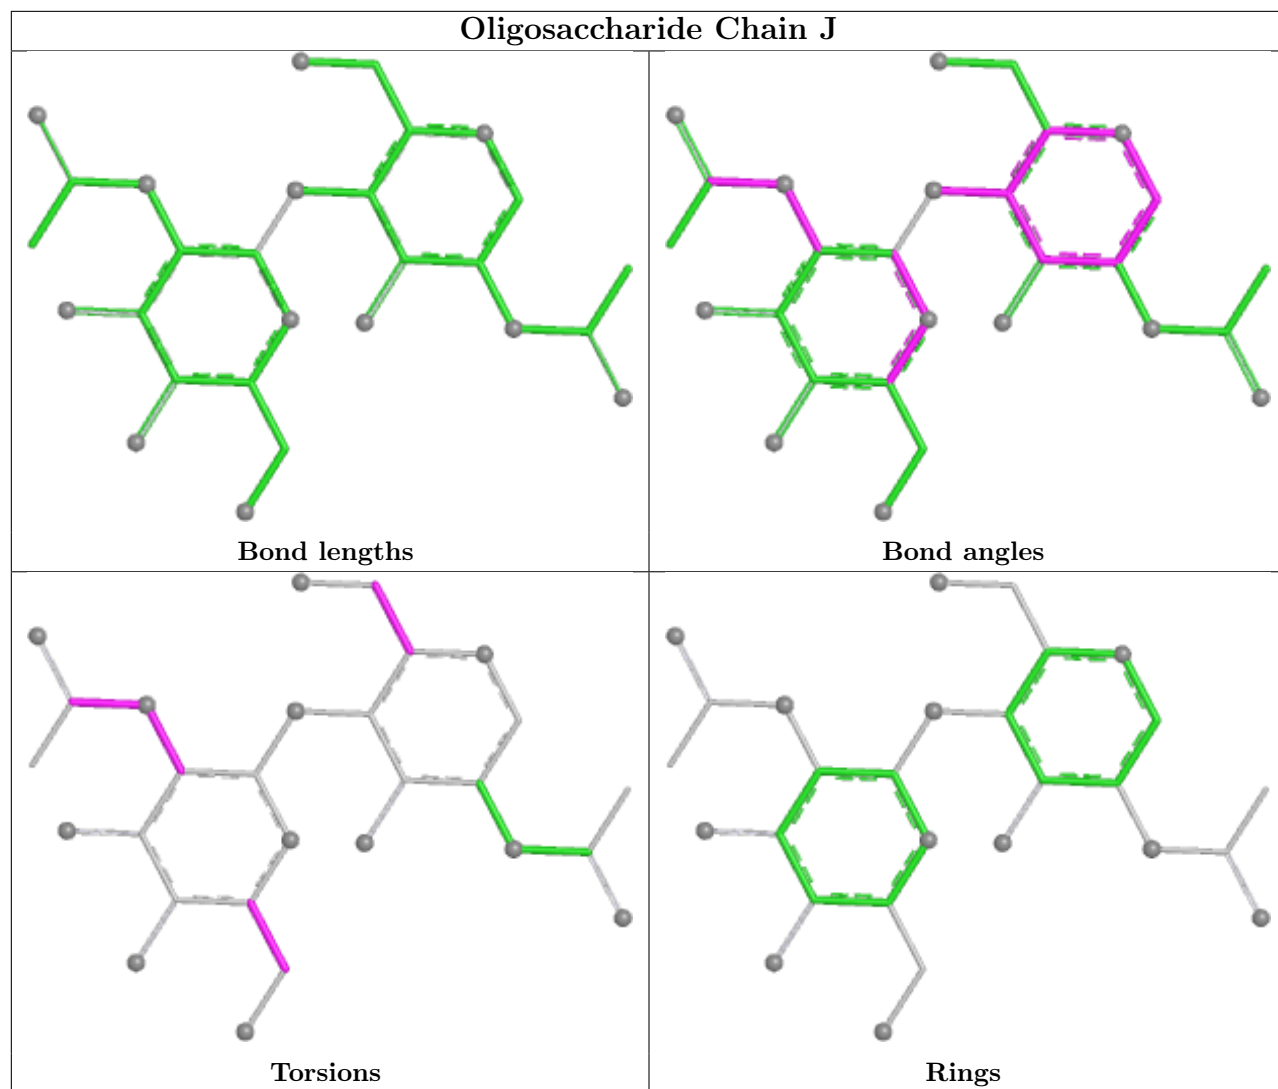 Oligosaccharide Chain J
Bond lengths
Bond angles
Torsions
Rings